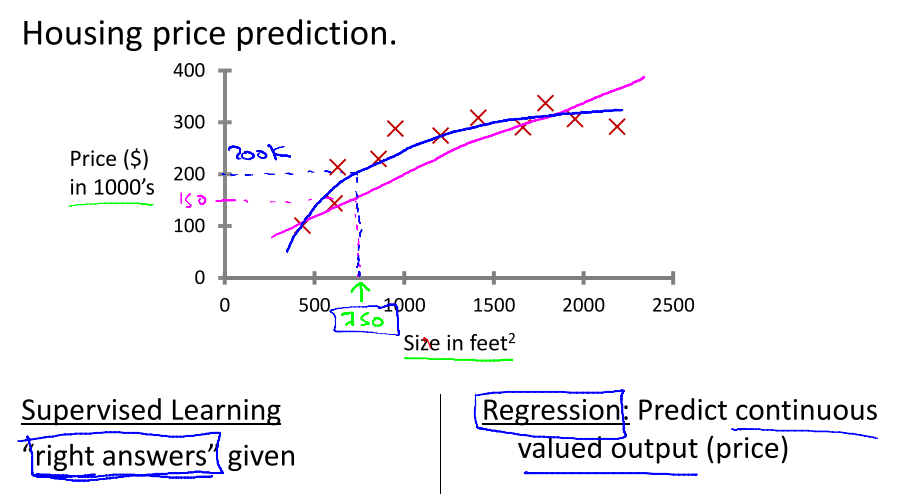 Housing price prediction.
400
300
200K
Price ($)
in 1000's
200
150
100
0
0 500 1000 1500 2000 2500
750
Size in feet²
Supervised Learning
"right answers" given
Regression: Predict continuous
valued output (price)